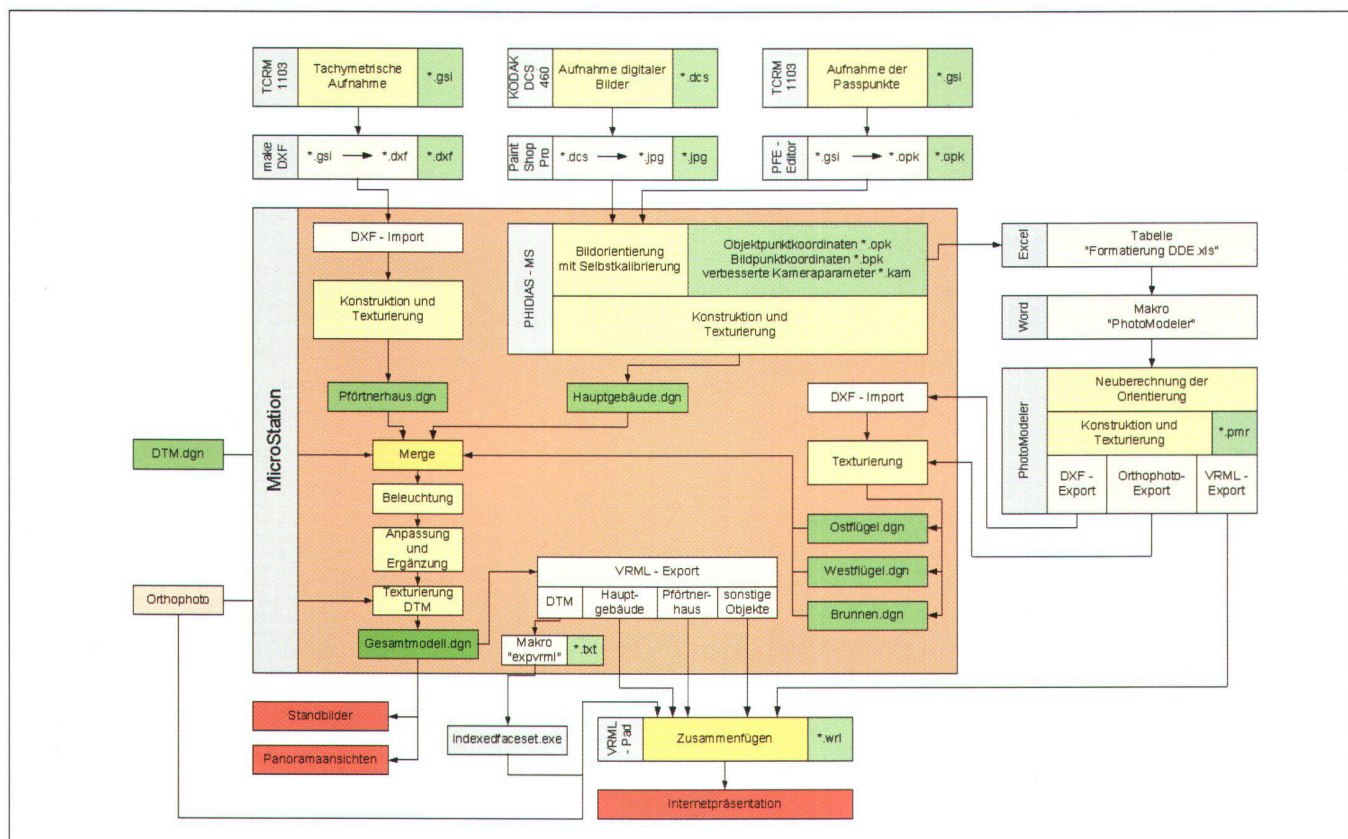 TCRM
1103
Tachymetrische
Aufnahme
*.gsi
KODAK
DCS
460
Aufnahme digitaler
Bilder
*.dcs
TCRM
1103
Aufnahme der
Passpunkte
*.gsi
make
DXF
*.gsi
*.dxf
*.dxf
Paint
Shop
Pro
*.dcs
*.jpg
*.jpg
PFE -
Editor
*.gsi
*.opk
*.opk
MicroStation
DXF - Import
Konstruktion und
Texturierung
Pförtnerhaus.dgn
PHIDIAS - MS
Bildorientierung
mit Selbstkalibrierung
Objektpunktkoordinaten *.opk
Bildpunktkoordinaten *.bpk
verbesserte Kameraparameter *.kam
Konstruktion und
Texturierung
Hauptgebäude.dgn
Excel
Tabelle
"Formatierung DDE.xls"
Word
Makro
"PhotoModeler"
PhotoModeler
Neuberechnung der
Orientierung
Konstruktion und
Texturierung
*.pmr
DXF -
Export
Orthophoto-
Export
VRML -
Export
DXF - Import
Texturierung
Ostflügel.dgn
Westflügel.dgn
Brunnen.dgn
DTM.dgn
Merge
Beleuchtung
Anpassung
und
Ergänzung
Orthophoto
Texturierung
DTM
Gesamtmodell.dgn
VRML - Export
DTM
Haupt-
gebäude
Pförtner-
haus
sonstige
Objekte
Makro
"expvrml"
*.txt
Standbilder
Panoramaansichten
indexedfaceset.exe
VRML
- Pad
Zusammenfügen
*.wrl
Internetpräsentation